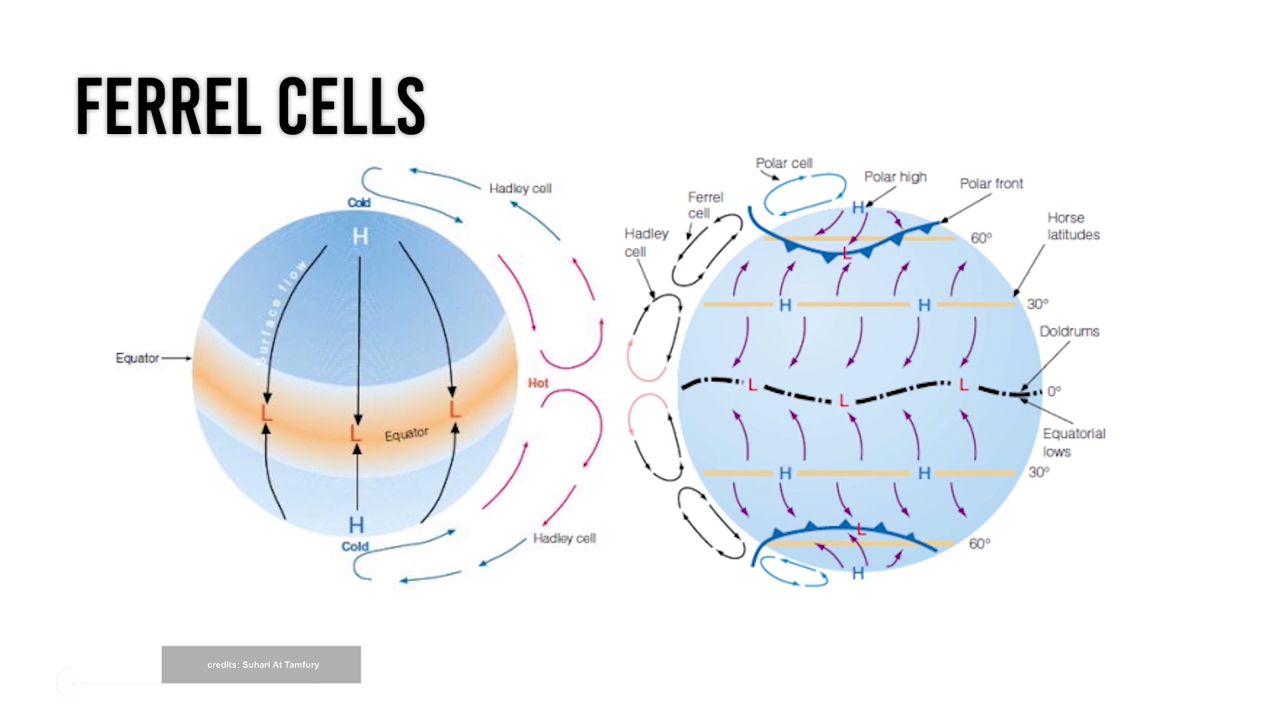 FERREL CELLS
Cold
H
Surface flow
Equator
L
L
L
Equator
H
Cold
Hadley cell
Hot
Hadley cell
Polar cell
Polar high
Polar front
Ferrel
cell
Hadley
cell
H
60°
Horse
latitudes
L
H
H
30°
Doldrums
L
L
L
0°
Equatorial
lows
H
H
30°
L
60°
H
credits: Suhari At Tamfury